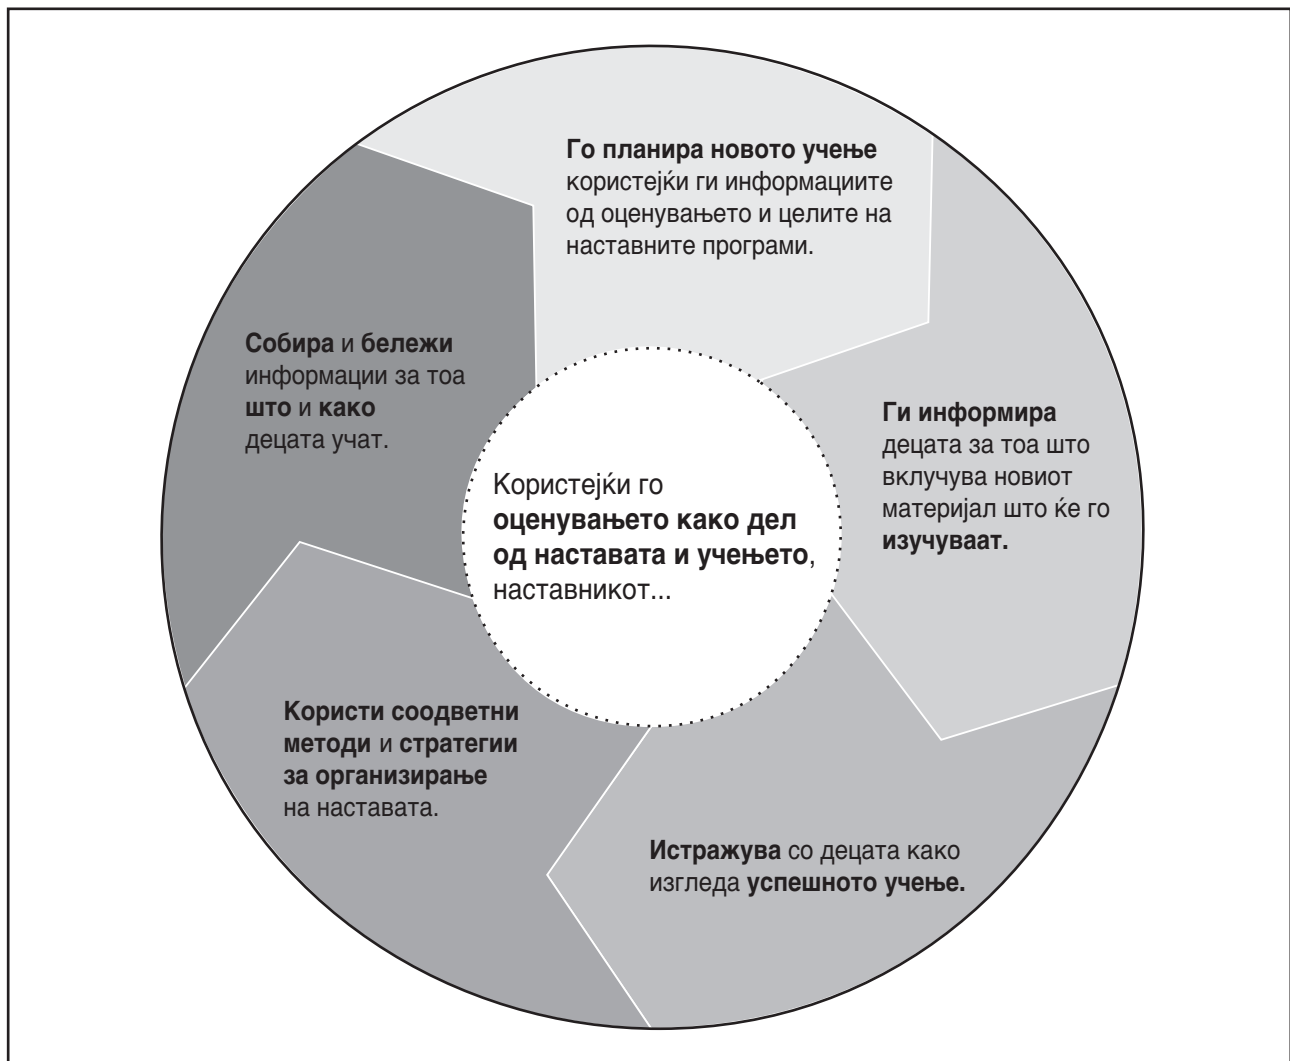 Го планира новото учење
користејќи ги информациите
од оценувањето и целите на
наставните програми.
Ги информира
децата за тоа што
вклучува новиот
материјал што ќе го
изучуваат.
Истражува со децата како
изгледа успешното учење.
Користи соодветни
методи и стратегии
за организирање
на наставата.
Собира и бележи
информации за тоа
што и како
децата учат.
Користејќи го
оценувањето како дел
од наставата и учењето,
наставникот...